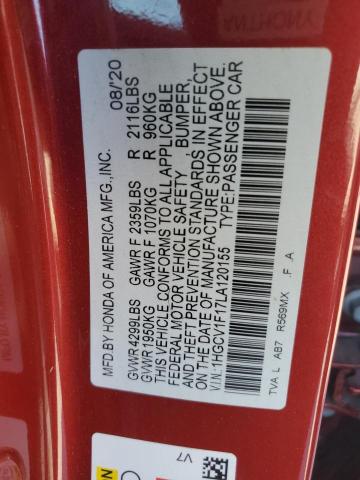 MFD BY HONDA OF AMERICA MFG., INC. 08/'20
GVWR 4299LBS GAWR F 2359LBS R 2116LBS
GVWR 1950KG GAWR F 1070KG R 960KG
THIS VEHICLE CONFORMS TO ALL APPLICABLE
FEDERAL MOTOR VEHICLE SAFETY BUMPER,
AND THEFT PREVENTION STANDARDS IN EFFECT
ON THE DATE OF MANUFACTURE SHOWN ABOVE.
V.I.N:1HGCV1F17LA120155 TYPE:PASSENGER CAR
TVA L AB7 R569MX .F .A
V7